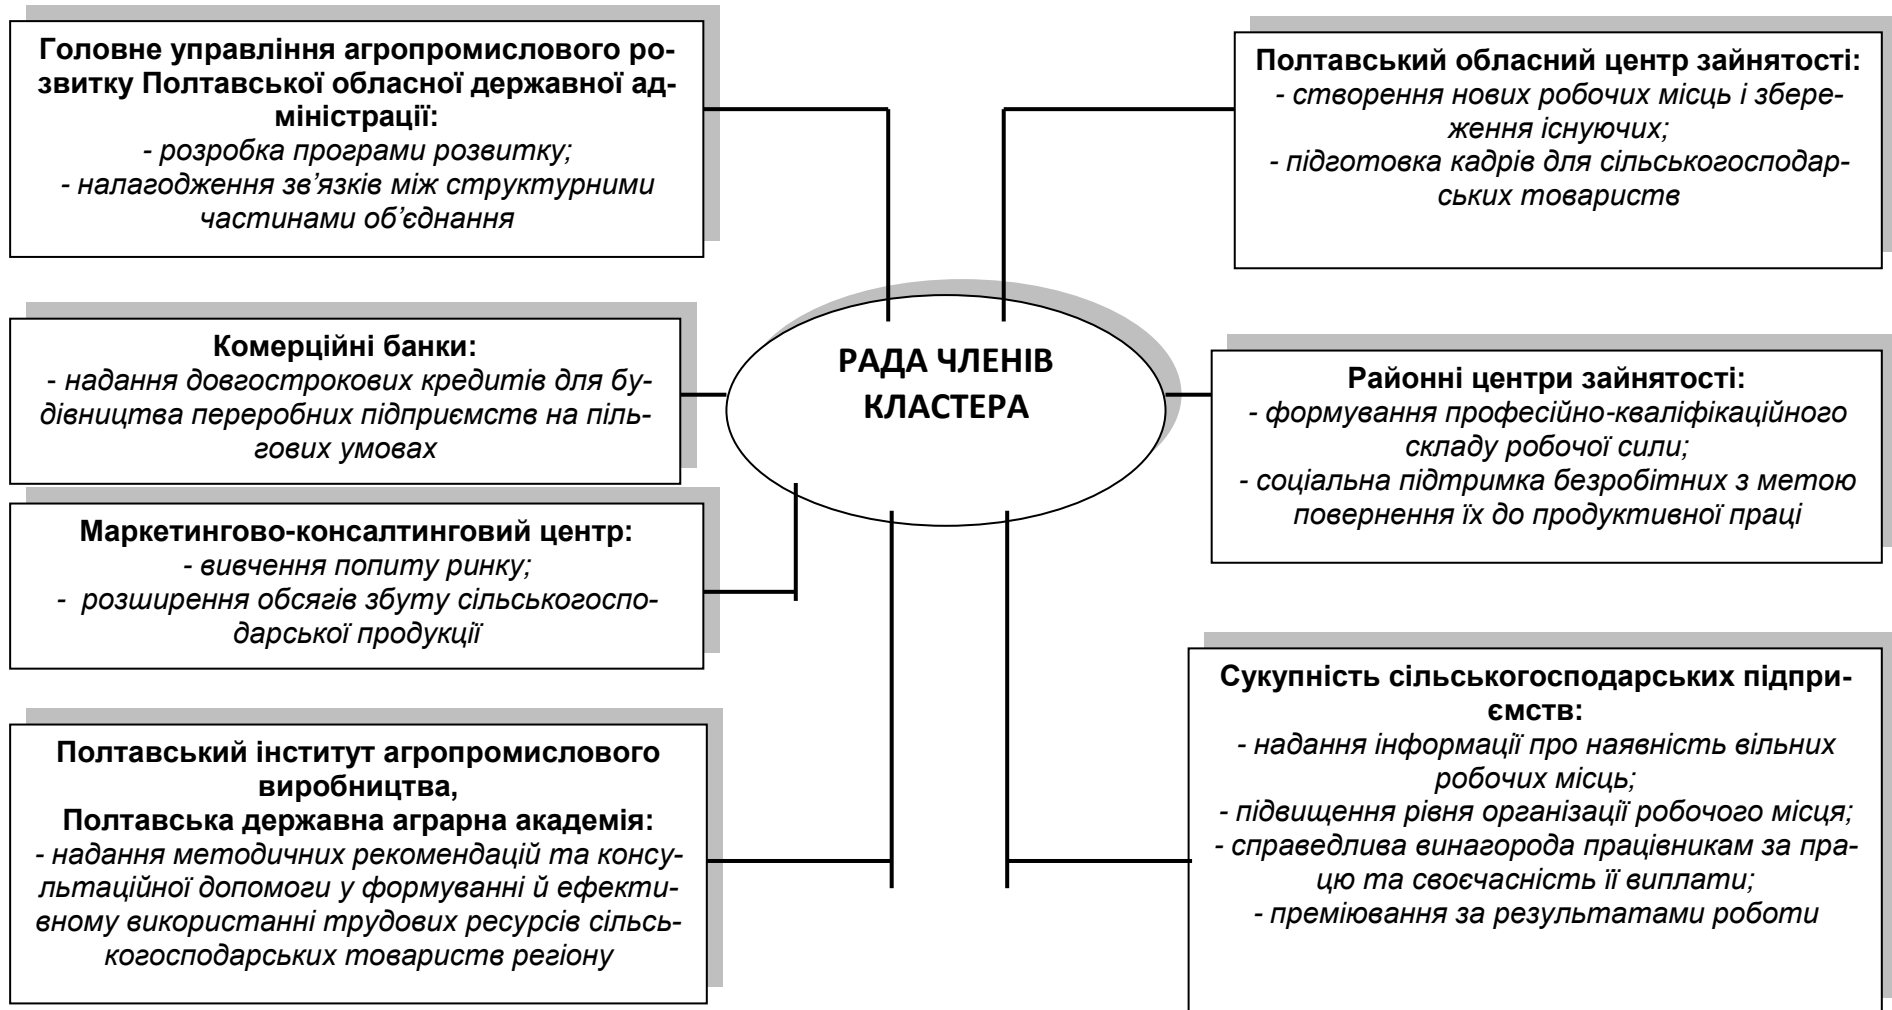 Головне управління агропромислового ро-
звитку Полтавської обласної державної ад-
міністрації:
- розробка програми розвитку;
- налагодження зв’язків між структурними
частинами об’єднання
Комерційні банки:
- надання довгострокових кредитів для бу-
дівництва переробних підприємств на піль-
гових умовах
Маркетингово-консалтинговий центр:
- вивчення попиту ринку;
- розширення обсягів збуту сільськогоспо-
дарської продукції
Полтавський інститут агропромислового
виробництва,
Полтавська державна аграрна академія:
- надання методичних рекомендацій та консу-
льтаційної допомоги у формуванні й ефекти-
вному використанні трудових ресурсів сільсь-
когосподарських товариств регіону
РАДА ЧЛЕНІВ
КЛАСТЕРА
Полтавський обласний центр зайнятості:
- створення нових робочих місць і збере-
ження існуючих;
- підготовка кадрів для сільськогосподар-
ських товариств
Районні центри зайнятості:
- формування професійно-кваліфікаційного
складу робочої сили;
- соціальна підтримка безробітних з метою
повернення їх до продуктивної праці
Сукупність сільськогосподарських підпри-
ємств:
- надання інформації про наявність вільних
робочих місць;
- підвищення рівня організації робочого місця;
- справедлива винагорода працівникам за пра-
цю та своєчасність її виплати;
- преміювання за результатами роботи